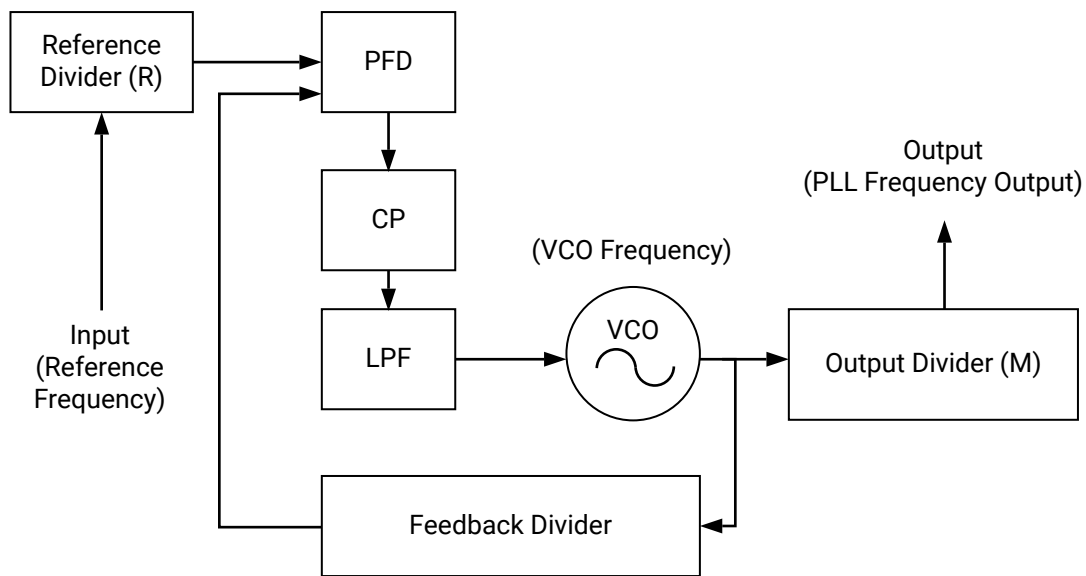 Reference
Divider (R)
PFD
Output
(PLL Frequency Output)
CP
(VCO Frequency)
Input
(Reference
Frequency)
LPF
VCO
Output Divider (M)
Feedback Divider